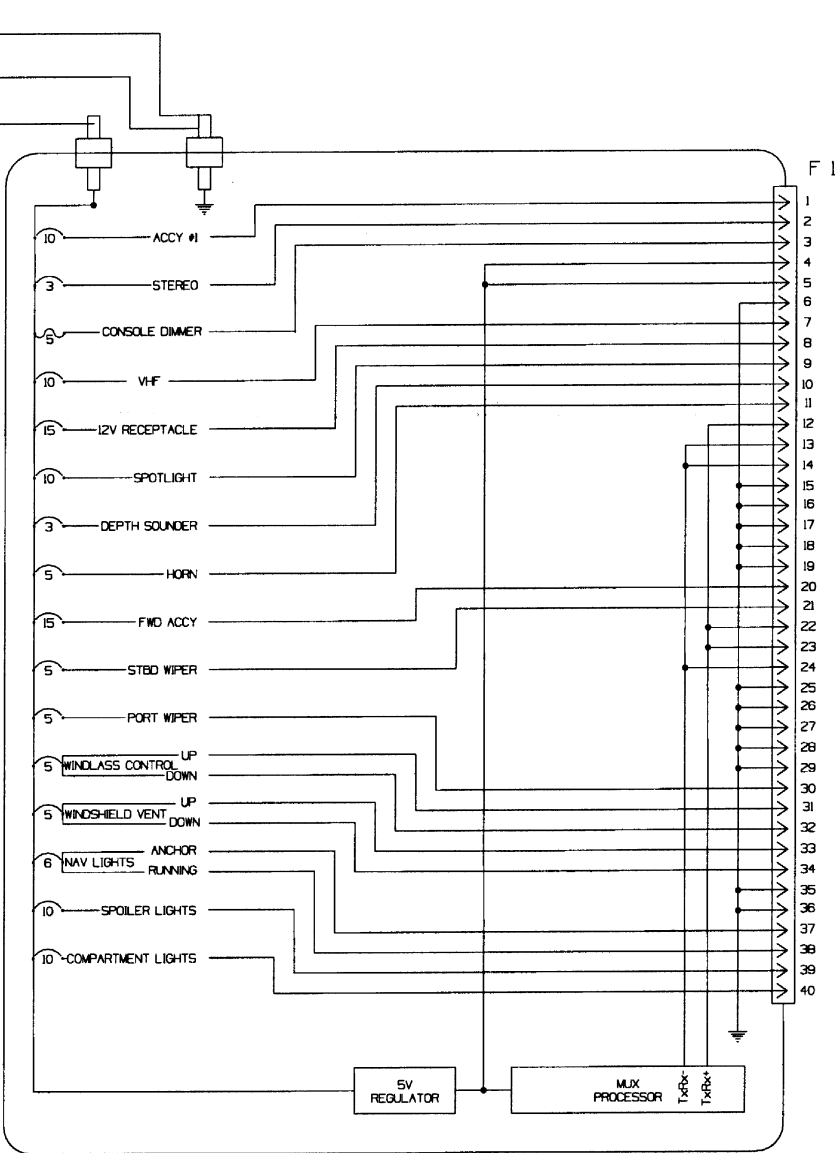 F 1
1
2
3
4
5
6
7
8
9
10
11
12
13
14
15
16
17
18
19
20
21
22
23
24
25
26
27
28
29
30
31
32
33
34
35
36
37
38
39
40
10 ACCY #1
3 STEREO
5 CONSOLE DIMMER
10 VHF
15 12V RECEPTACLE
10 SPOTLIGHT
3 DEPTH SOUNDER
5 HORN
15 FWD ACCY
5 STBD WIPER
5 PORT WIPER
UP
5 WINDLASS CONTROL
DOWN
UP
5 WINDSHIELD VENT
DOWN
ANCHOR
6 NAV LIGHTS
RUNNING
10 SPOILER LIGHTS
10 COMPARTMENT LIGHTS
5V
REGULATOR
MUX
PROCESSOR
TxRx-
TxRx+